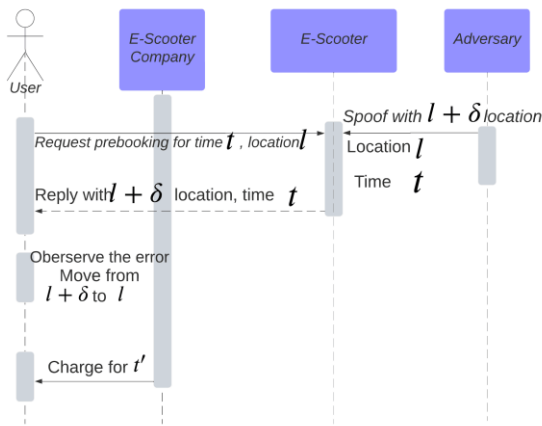 E-Scooter
Company
E-Scooter
Adversary
User
Spoof with l + δ location
Request prebooking for time t , location l
Location l
Time t
Reply with l + δ location, time t
Oberserve the error
Move from
l + δ to l
Charge for t′